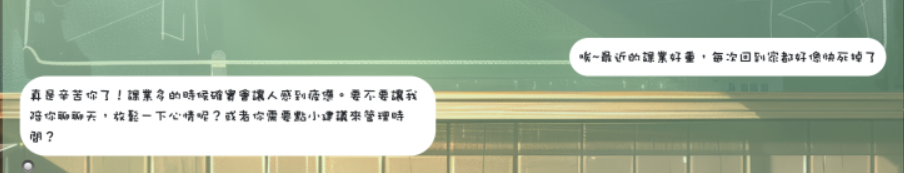 唉~最近的課業好重，每次回到家都好像快死掉了
真是辛苦你了！課業多的時候確實會讓人感到疲憊。要不要讓我
陪你聊聊天，放鬆一下心情呢？或者你需要點小建議來管理時
間？